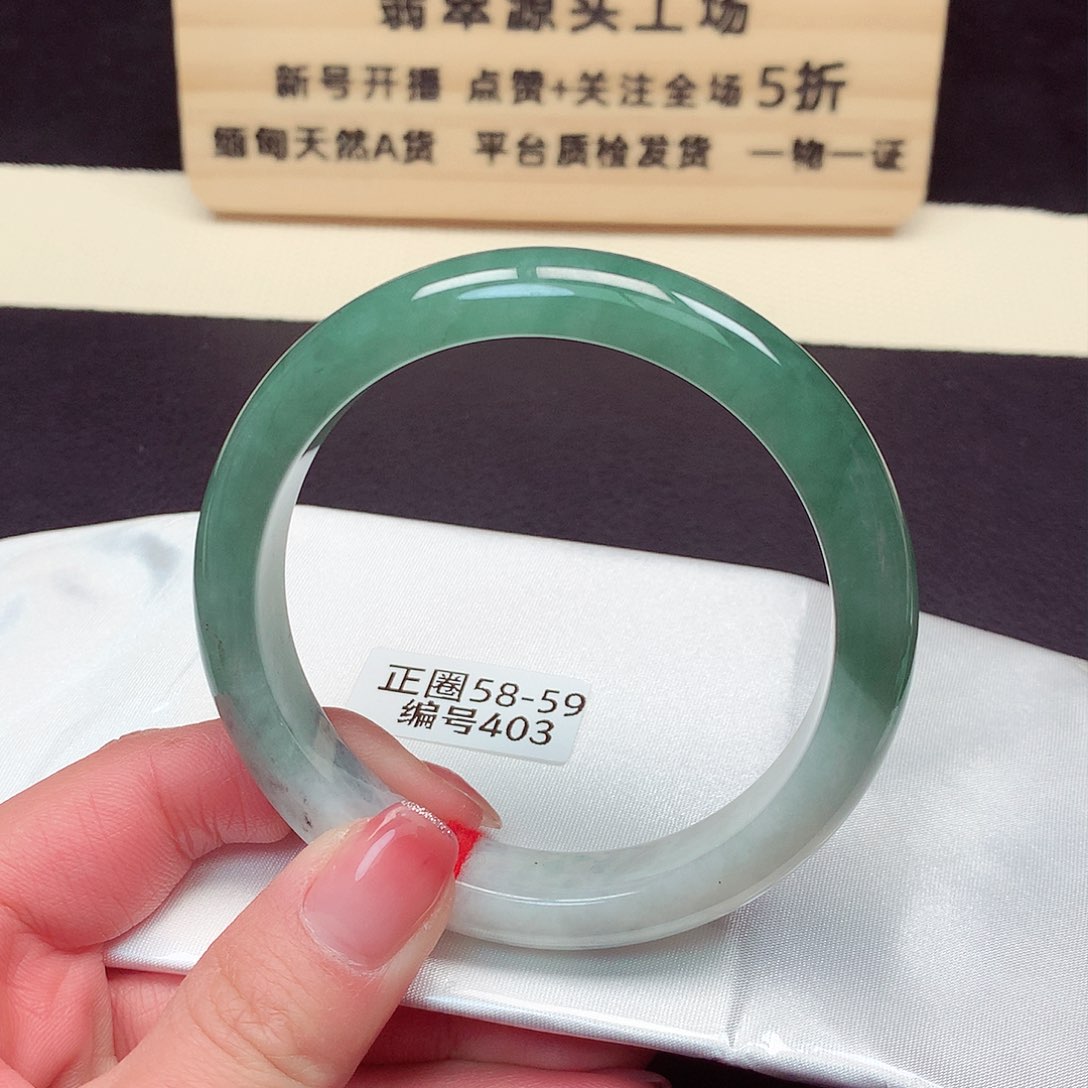 翡翠源头工场
新号开播 点赞+关注全场5折
缅甸天然A货 平台质检发货 一物一证
正圈58-59
编号403